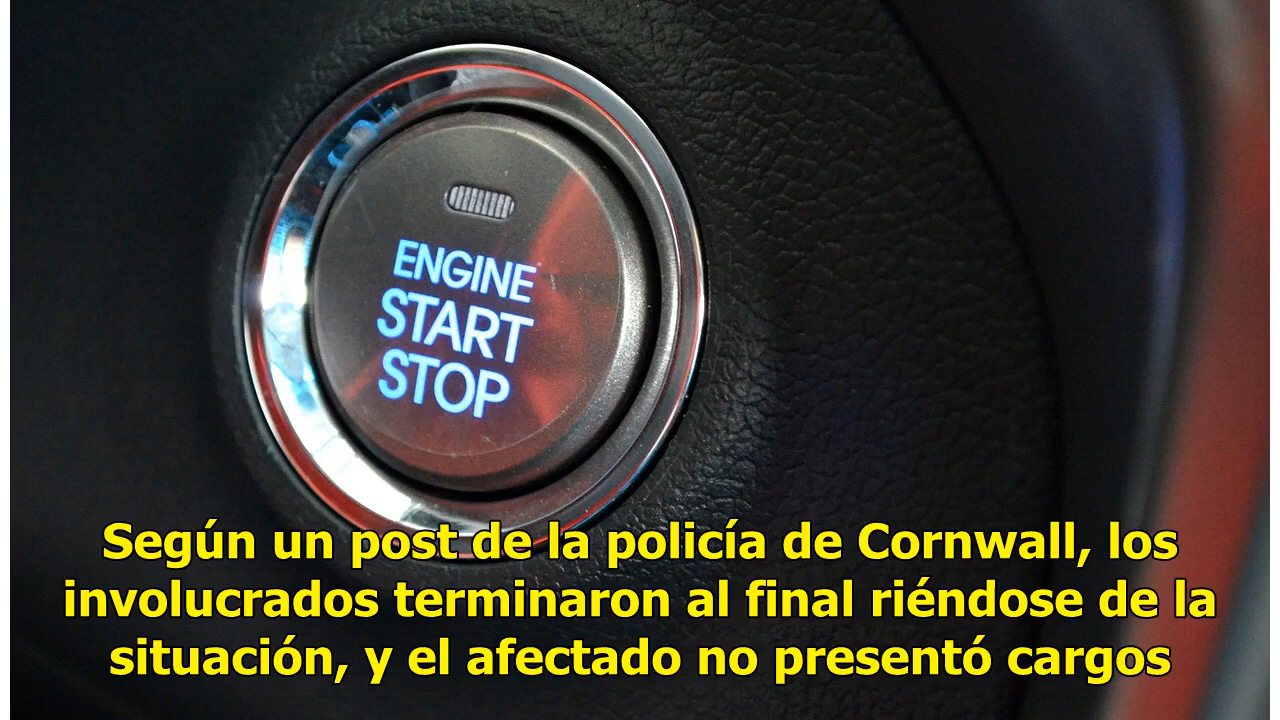 ENGINE
START
STOP
Según un post de la policía de Cornwall, los
involucrados terminaron al final riéndose de la
situación, y el afectado no presentó cargos